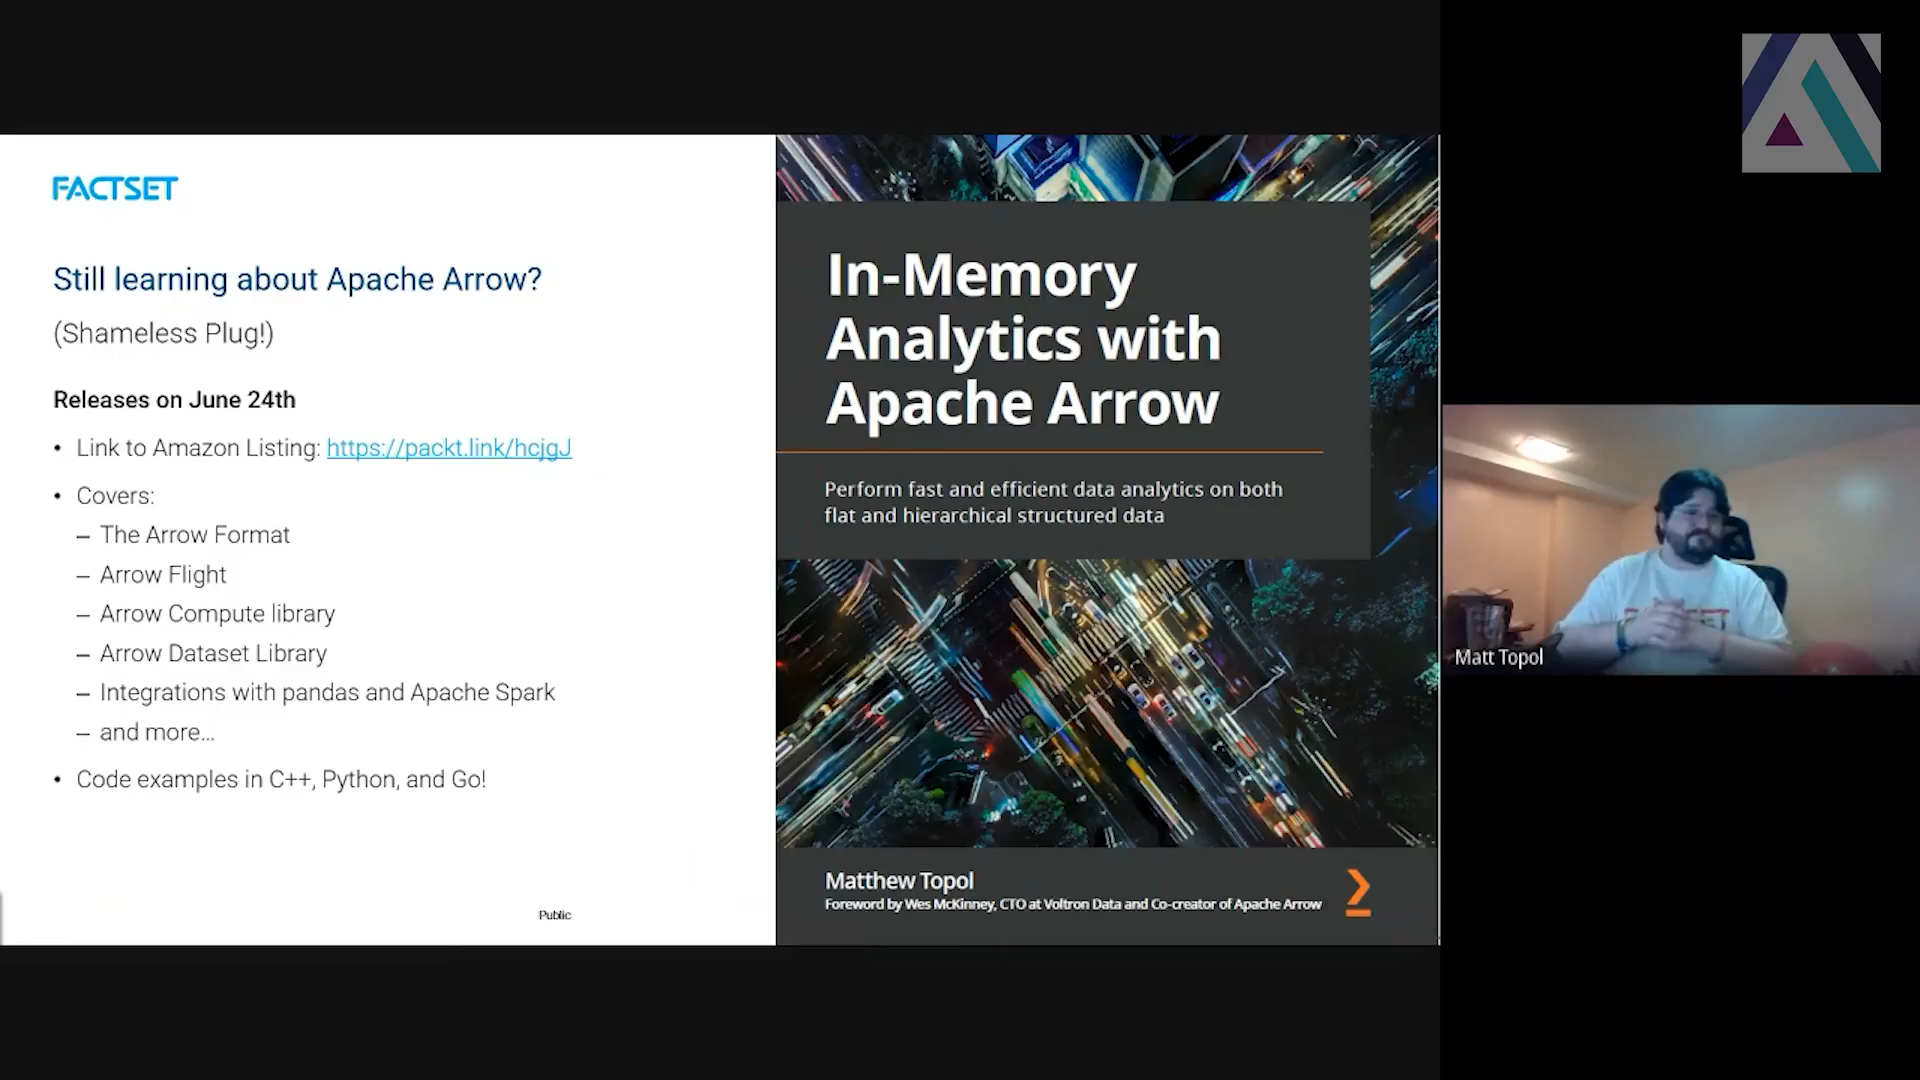 FACTSET
Still learning about Apache Arrow?
(Shameless Plug!)
Releases on June 24th
• Link to Amazon Listing: https://packt.link/hcjgJ
• Covers:
– The Arrow Format
– Arrow Flight
– Arrow Compute library
– Arrow Dataset Library
– Integrations with pandas and Apache Spark
– and more...
• Code examples in C++, Python, and Go!
Public
In-Memory
Analytics with
Apache Arrow
Perform fast and efficient data analytics on both
flat and hierarchical structured data
Matthew Topol
Foreword by Wes McKinney, CTO at Voltron Data and Co-creator of Apache Arrow
Matt Topol